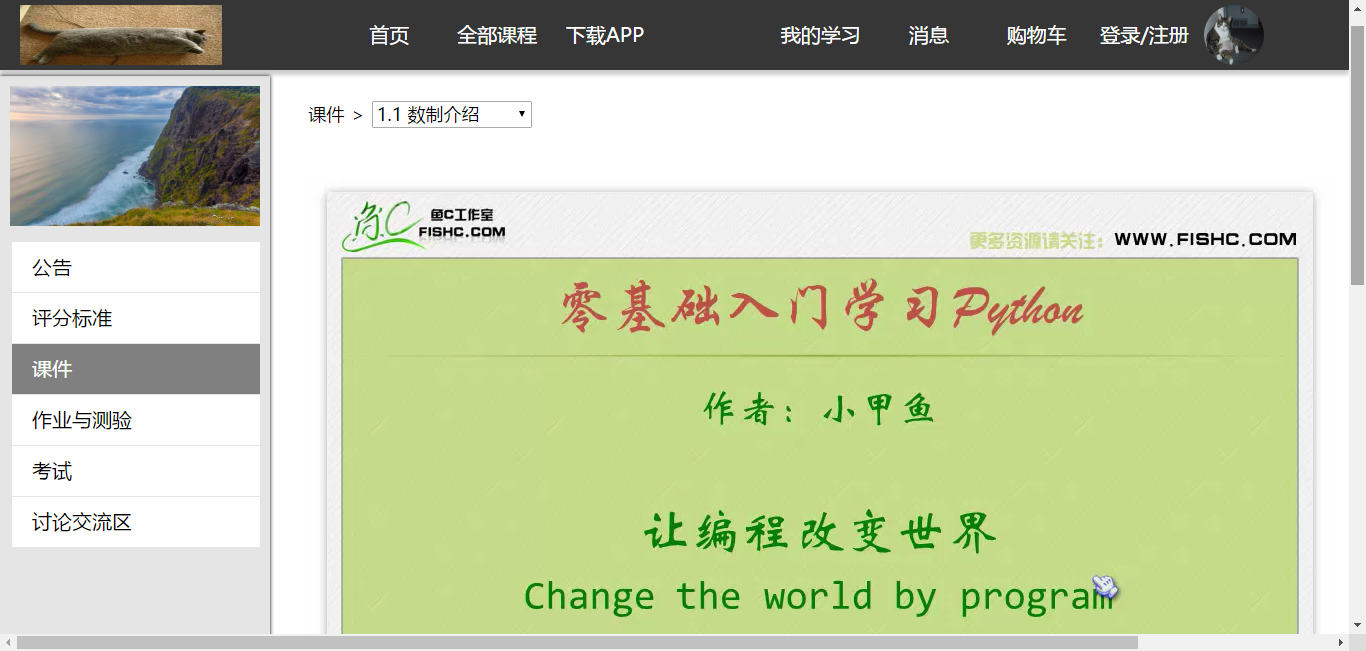 首页 全部课程 下载APP 我的学习 消息 购物车 登录/注册
课件 > 1.1 数制介绍
公告
评分标准
课件
作业与测验
考试
讨论交流区
鱼C 鱼C工作室
FISHC.COM
更多资源请关注：WWW.FISHC.COM
零基础入门学习Python
作者：小甲鱼
让编程改变世界
Change the world by program